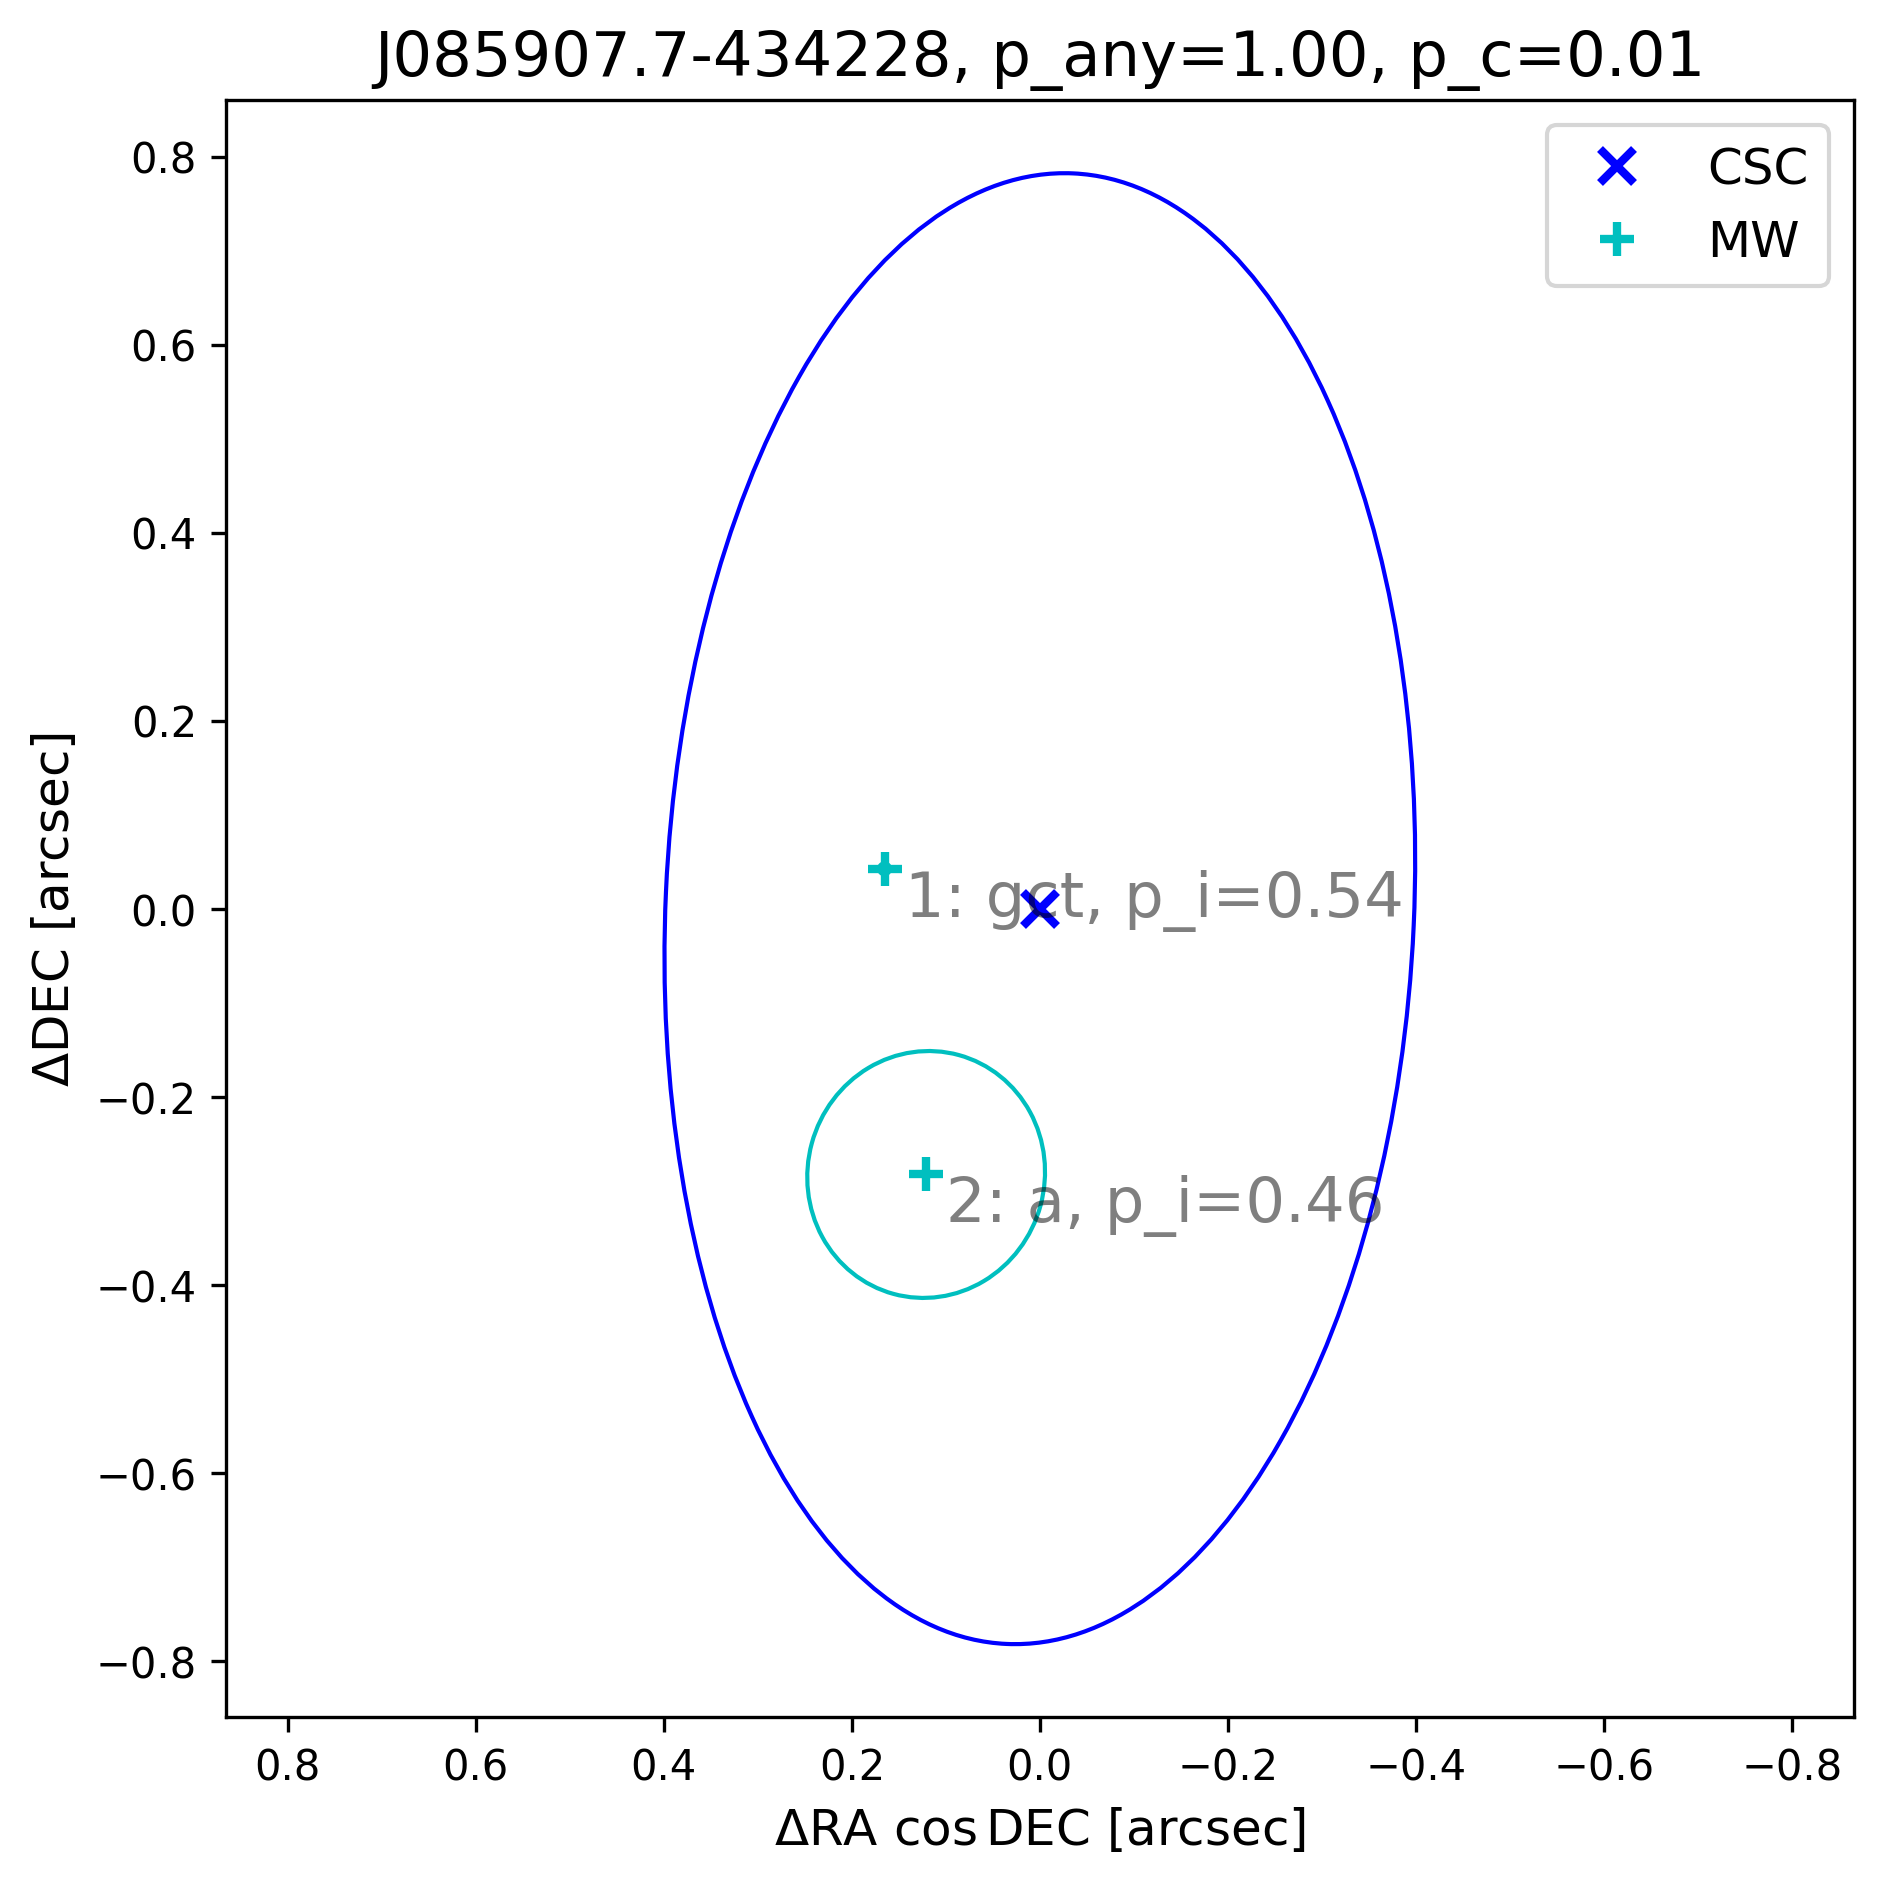 J085907.7-434228, p_any=1.00, p_c=0.01
CSC
MW
0.8
0.6
0.4
0.2
0.0
−0.2
−0.4
−0.6
−0.8
ΔDEC [arcsec]
1: gct, p_i=0.54
2: a, p_i=0.46
0.8 0.6 0.4 0.2 0.0 −0.2 −0.4 −0.6 −0.8
ΔRA cos DEC [arcsec]